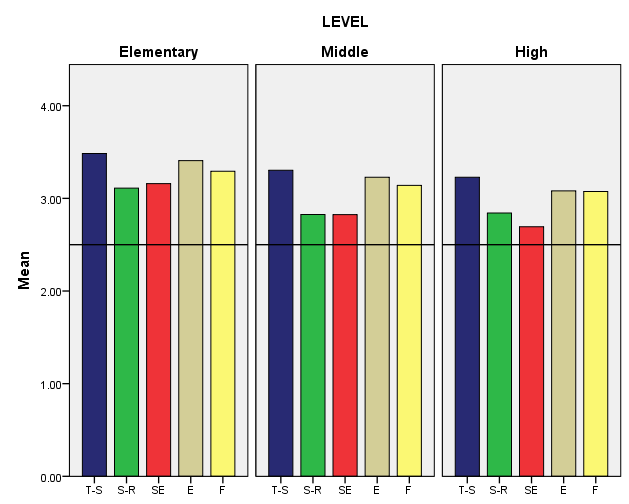 LEVEL
Elementary Middle High
Mean
4.00
3.00
2.00
1.00
0.00
T-S S-R SE E F T-S S-R SE E F T-S S-R SE E F